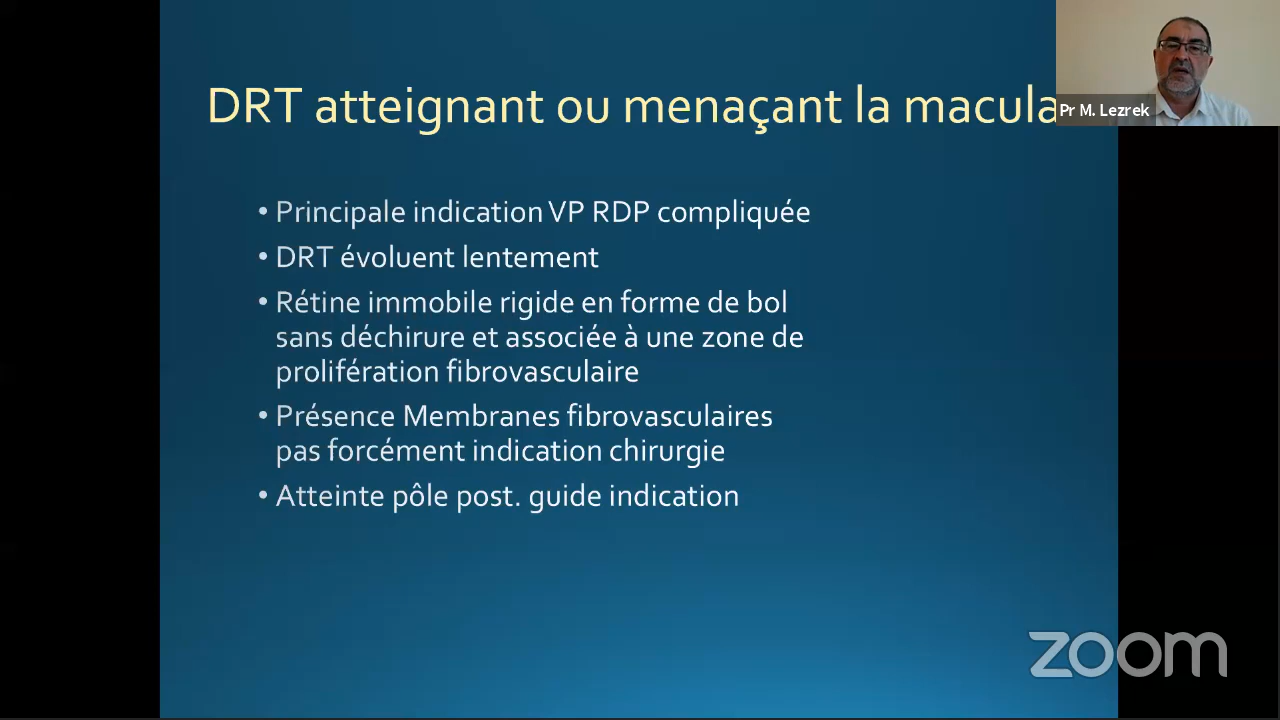 DRT atteignant ou menaçant la macula
Pr M. Lezrek
• Principale indication VP RDP compliquée
• DRT évoluent lentement
• Rétine immobile rigide en forme de bol
sans déchirure et associée à une zone de
prolifération fibrovasculaire
• Présence Membranes fibrovasculaires
pas forcément indication chirurgie
• Atteinte pôle post. guide indication
zoom